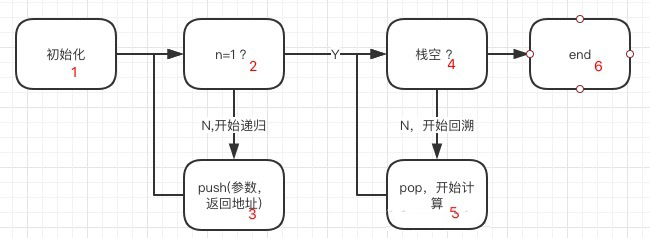 初始化
1
n=1？
2
Y
栈空？
4
end
6
N,开始递归
N，开始回溯
push(参数，
返回地址)
3
pop，开始计
算
5